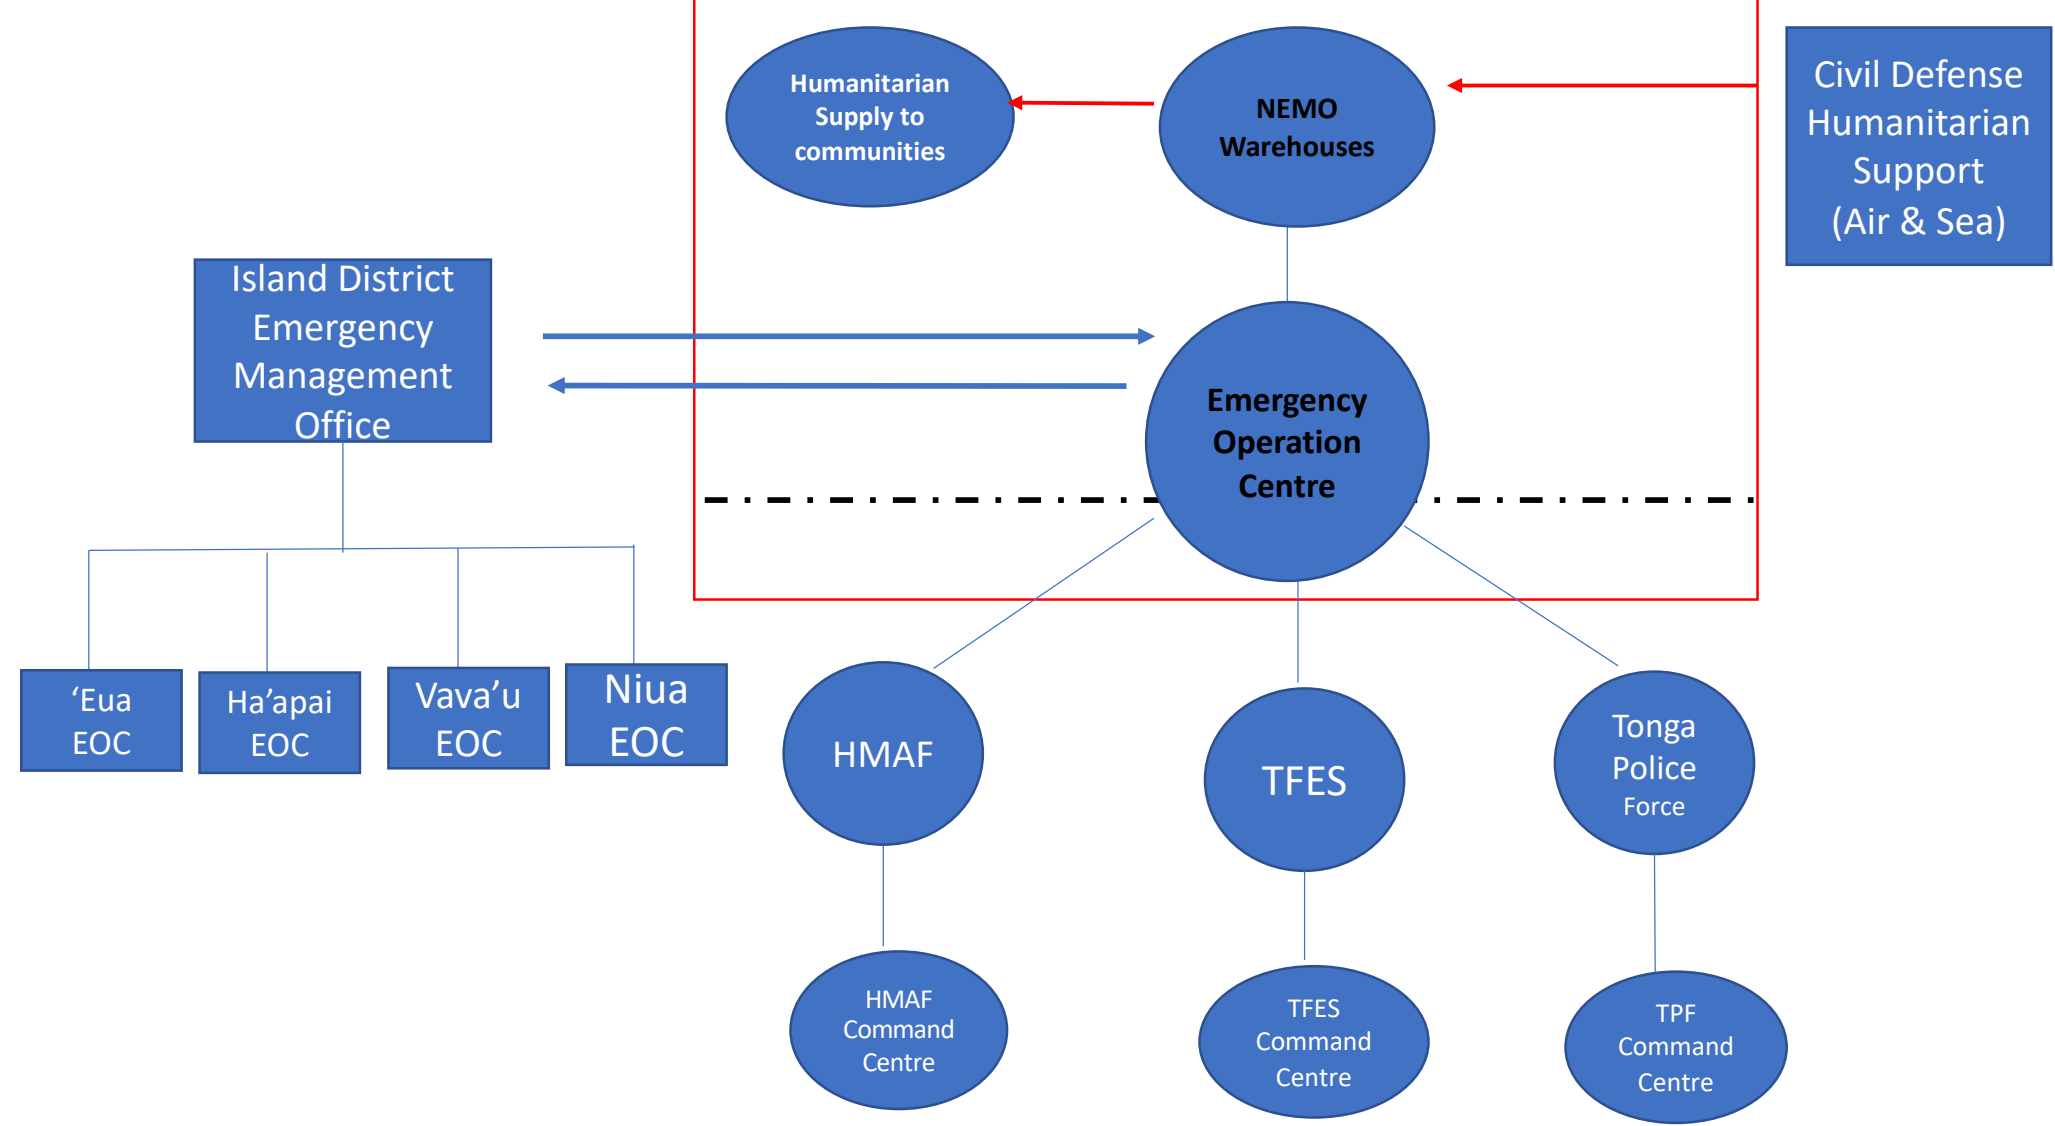 Humanitarian
Supply to
communities
NEMO
Warehouses
Civil Defense
Humanitarian
Support
(Air & Sea)
Island District
Emergency
Management
Office
Emergency
Operation
Centre
‘Eua
EOC
Ha’apai
EOC
Vava’u
EOC
Niua
EOC
HMAF
TFES
Tonga
Police
Force
HMAF
Command
Centre
TFES
Command
Centre
TPF
Command
Centre